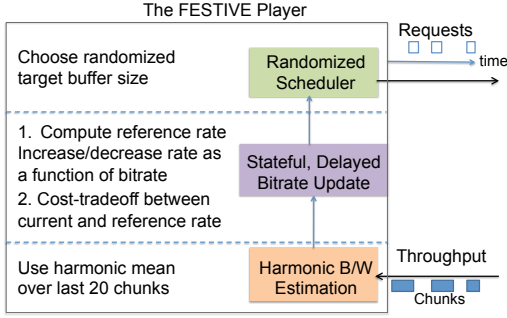 The FESTIVE Player
Choose randomized
target buffer size
Randomized
Scheduler
Requests
time
1. Compute reference rate
Increase/decrease rate as
a function of bitrate
2. Cost-tradeoff between
current and reference rate
Stateful, Delayed
Bitrate Update
Use harmonic mean
over last 20 chunks
Harmonic B/W
Estimation
Throughput
Chunks